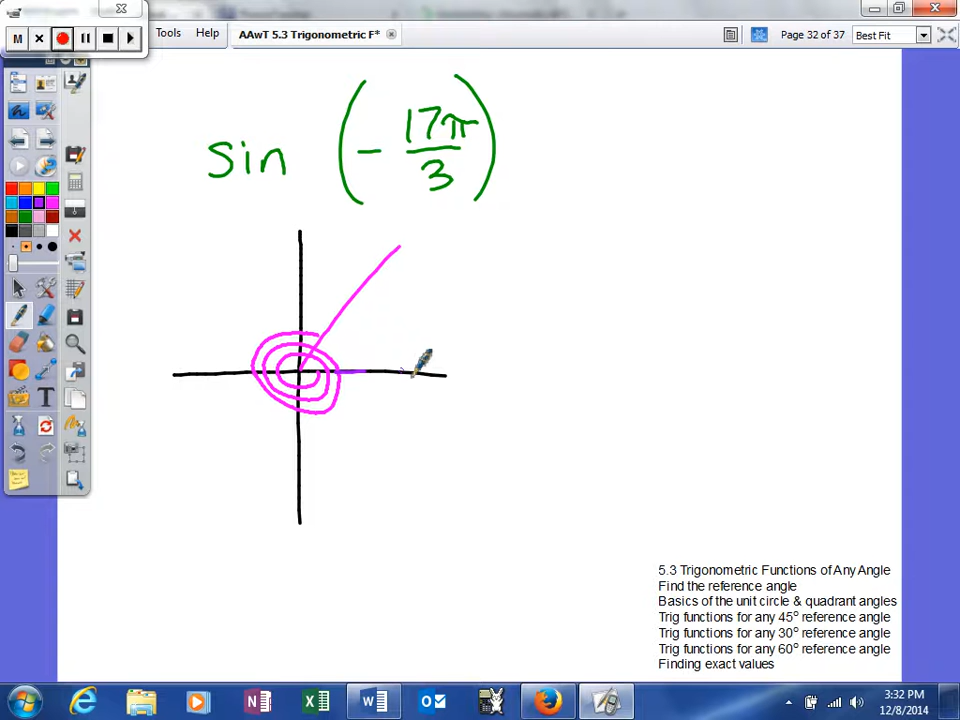 M
Tools Help
AAwT 5.3 Trigonometric F*
Page 32 of 37
Best Fit
sin (- 17π/3)
5.3 Trigonometric Functions of Any Angle
Find the reference angle
Basics of the unit circle & quadrant angles
Trig functions for any 45º reference angle
Trig functions for any 30º reference angle
Trig functions for any 60º reference angle
Finding exact values
3:32 PM
12/8/2014